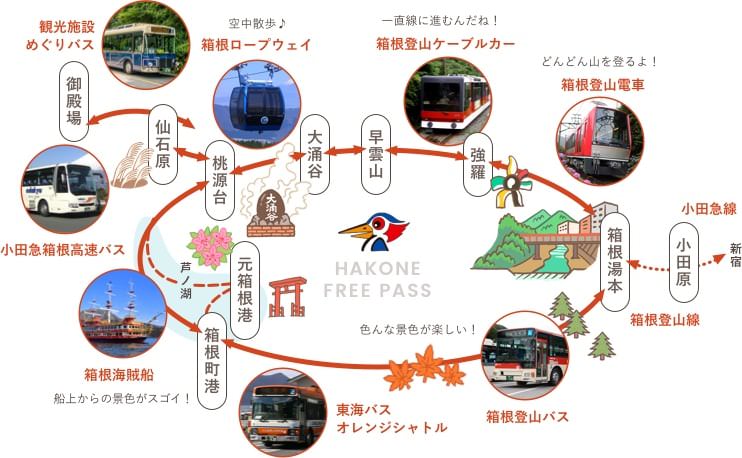 観光施設
めぐりバス
空中散歩♪
箱根ロープウェイ
一直線に進むんだね！
箱根登山ケーブルカー
どんどん山を登るよ！
箱根登山電車
御殿場
仙石原
桃源台
大涌谷
早雲山
強羅
大涌谷
小田急箱根高速バス
芦ノ湖
元箱根港
HAKONE
FREE PASS
箱根湯本
小田原
小田急線
新宿
箱根登山線
箱根海賊船
船上からの景色がスゴイ！
箱根町港
色んな景色が楽しい！
東海バス
オレンジシャトル
箱根登山バス